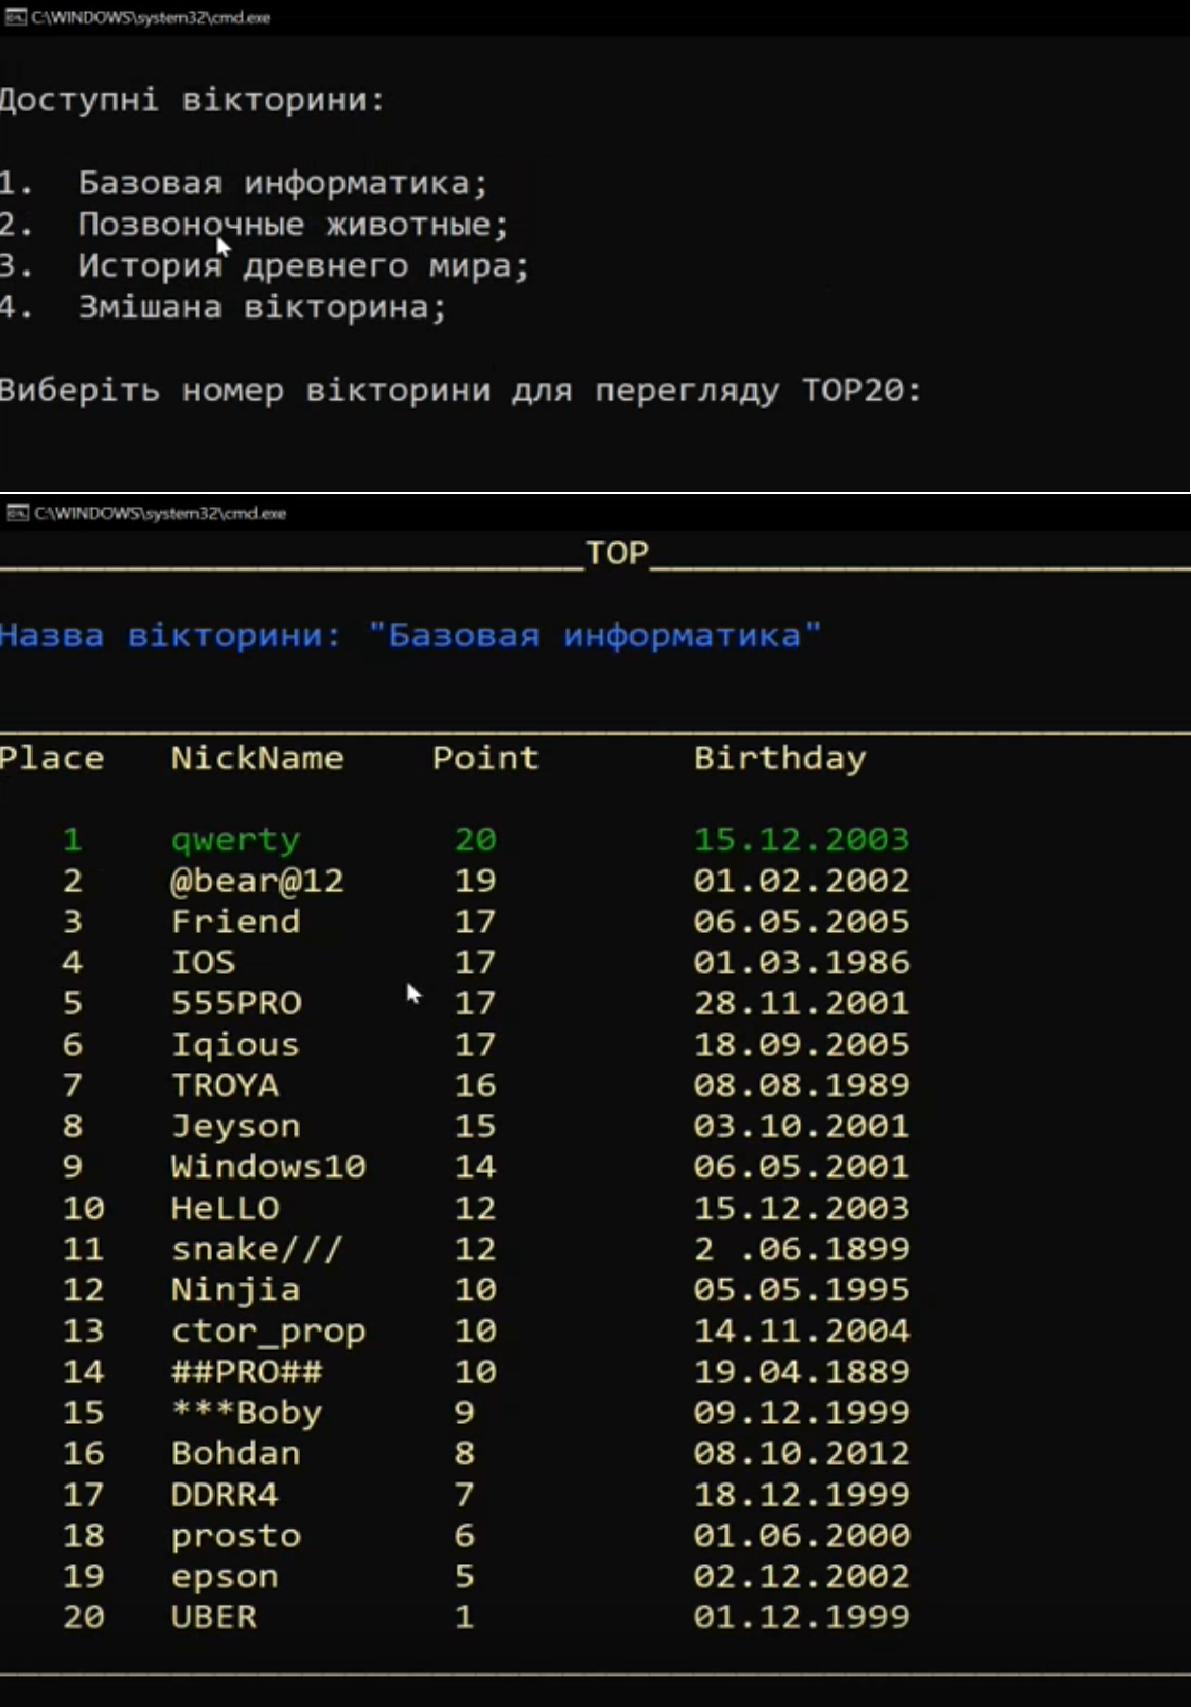 C:\WINDOWS\system32\cmd.exe
Доступні вікторини:
1. Базовая информатика;
2. Позвоночные животные;
3. История древнего мира;
4. Змішана вікторина;
Виберіть номер вікторини для перегляду TOP20:
C:\WINDOWS\system32\cmd.exe
TOP
Назва вікторини: "Базовая информатика"
Place NickName Point Birthday
1 qwerty 20 15.12.2003
2 @bear@12 19 01.02.2002
3 Friend 17 06.05.2005
4 IOS 17 01.03.1986
5 555PRO 17 28.11.2001
6 Iqious 17 18.09.2005
7 TROYA 16 08.08.1989
8 Jeyson 15 03.10.2001
9 Windows10 14 06.05.2001
10 HeLLO 12 15.12.2003
11 snake/// 12 2 .06.1899
12 Ninjia 10 05.05.1995
13 ctor_prop 10 14.11.2004
14 ##PRO## 10 19.04.1889
15 ***Boby 9 09.12.1999
16 Bohdan 8 08.10.2012
17 DDRR4 7 18.12.1999
18 prosto 6 01.06.2000
19 epson 5 02.12.2002
20 UBER 1 01.12.1999